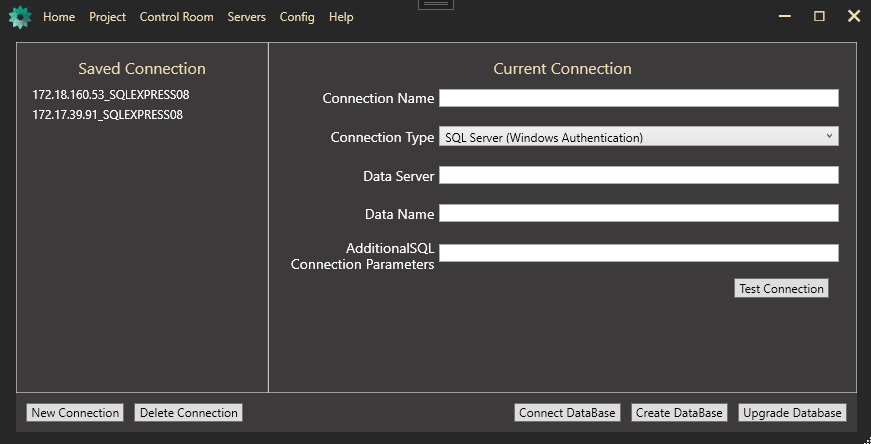 Home Project Control Room Servers Config Help
Saved Connection
172.18.160.53_SQLEXPRESS08
172.17.39.91_SQLEXPRESS08
Current Connection
Connection Name
Connection Type SQL Server (Windows Authentication)
Data Server
Data Name
AdditionalSQL
Connection Parameters
Test Connection
New Connection Delete Connection Connect DataBase Create DataBase Upgrade Database